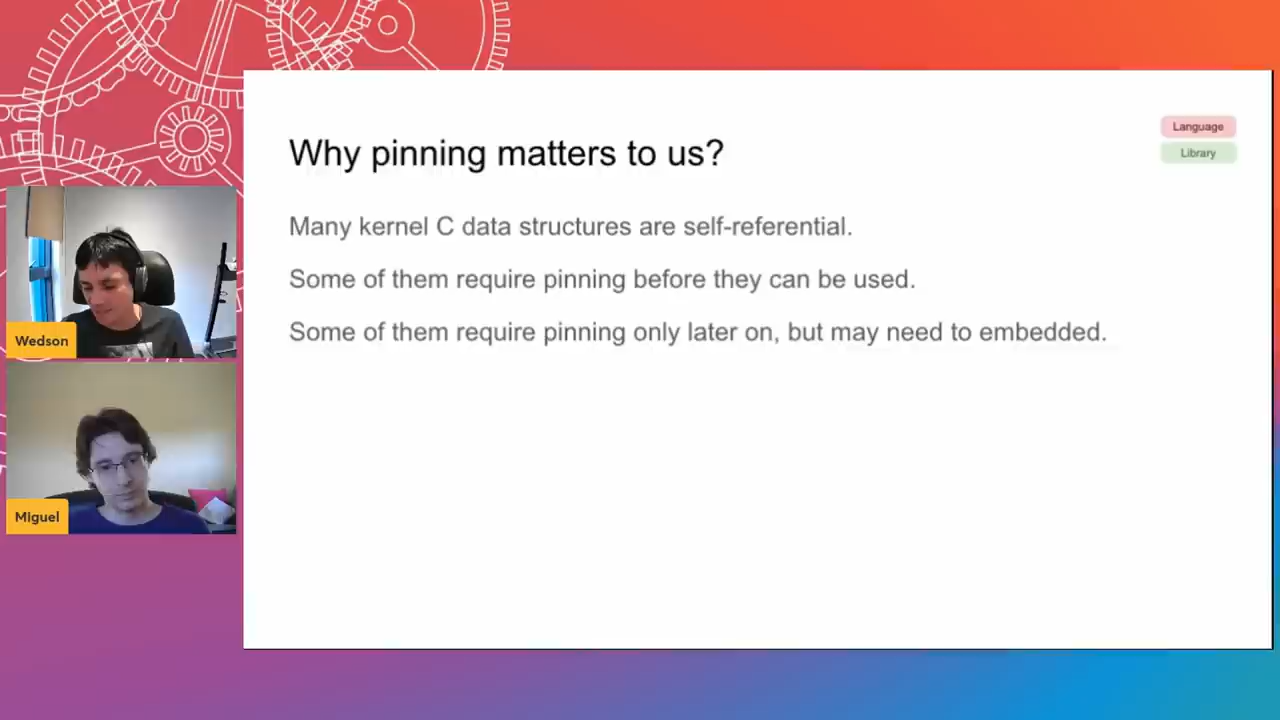 Why pinning matters to us?
Language
Library
Many kernel C data structures are self-referential.
Some of them require pinning before they can be used.
Some of them require pinning only later on, but may need to embedded.
Wedson
Miguel